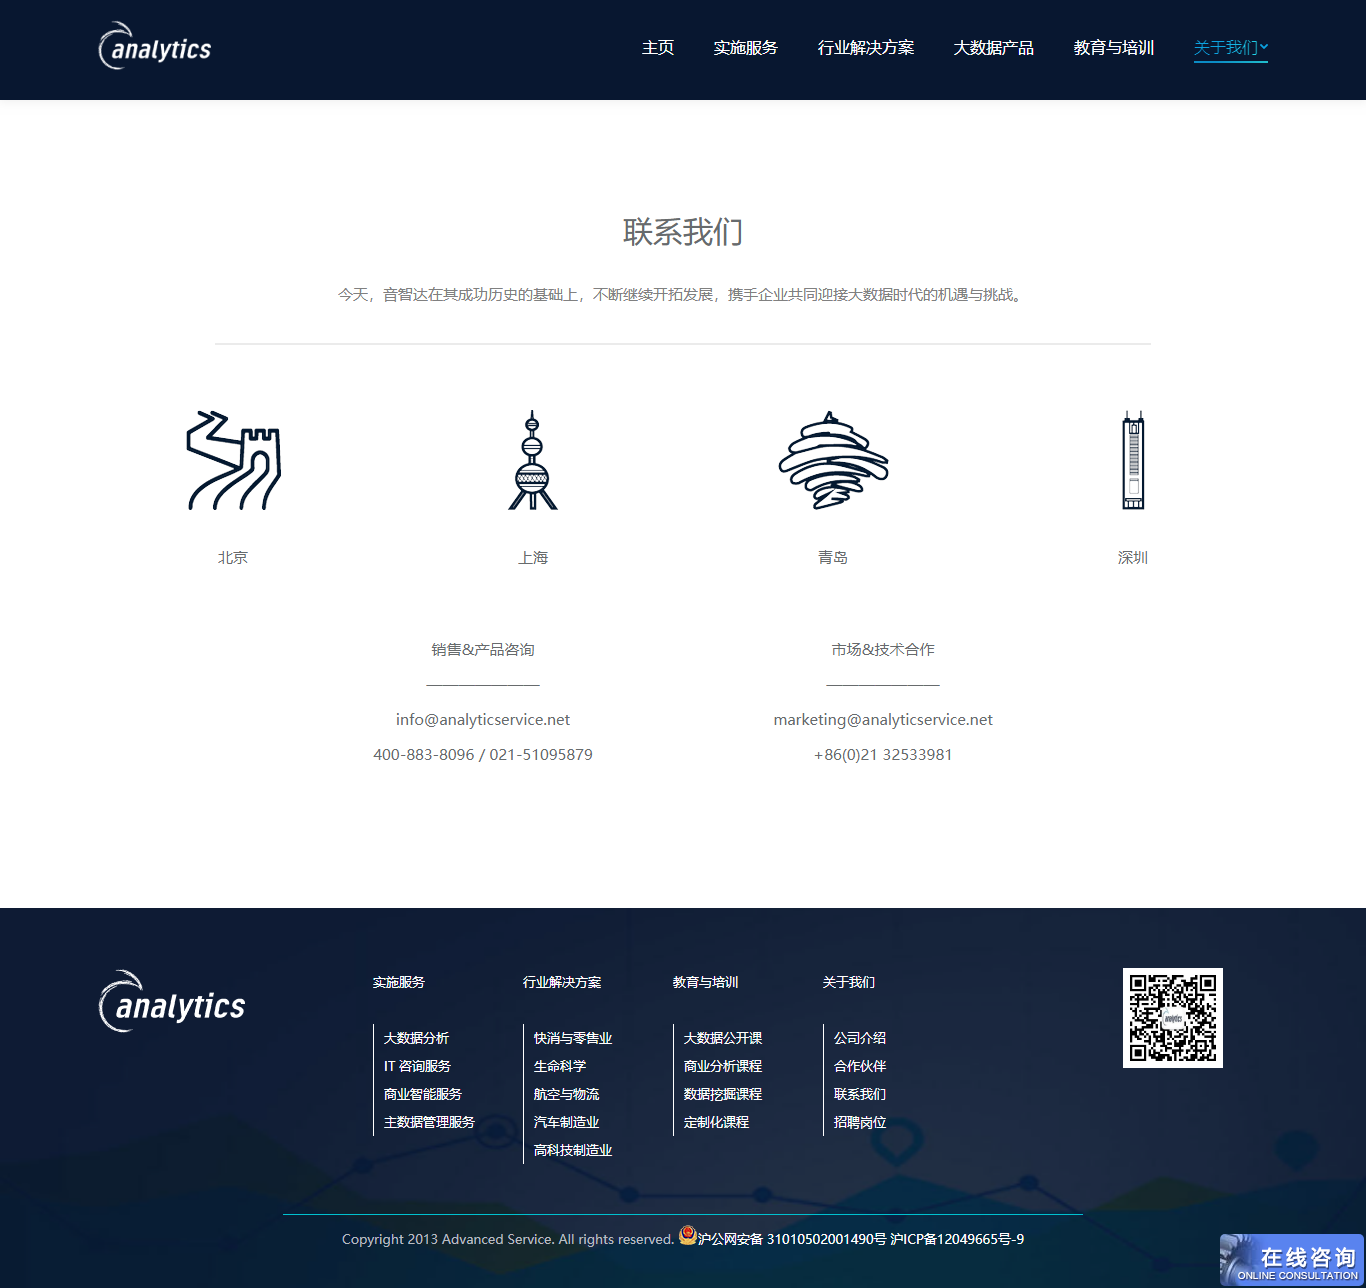 analytics
主页 实施服务 行业解决方案 大数据产品 教育与培训 关于我们
联系我们
今天，音智达在其成功历史的基础上，不断继续开拓发展，携手企业共同迎接大数据时代的机遇与挑战。
北京 上海 青岛 深圳
销售&产品咨询
info@analyticservice.net
400-883-8096 / 021-51095879
市场&技术合作
marketing@analyticservice.net
+86(0)21 32533981
analytics
实施服务
大数据分析
IT 咨询服务
商业智能服务
主数据管理服务
行业解决方案
快消与零售业
生命科学
航空与物流
汽车制造业
高科技制造业
教育与培训
大数据公开课
商业分析课程
数据挖掘课程
定制化课程
关于我们
公司介绍
合作伙伴
联系我们
招聘岗位
analytics
Copyright 2013 Advanced Service. All rights reserved. 沪公网安备 31010502001490号 沪ICP备12049665号-9
在线咨询
ONLINE CONSULTATION